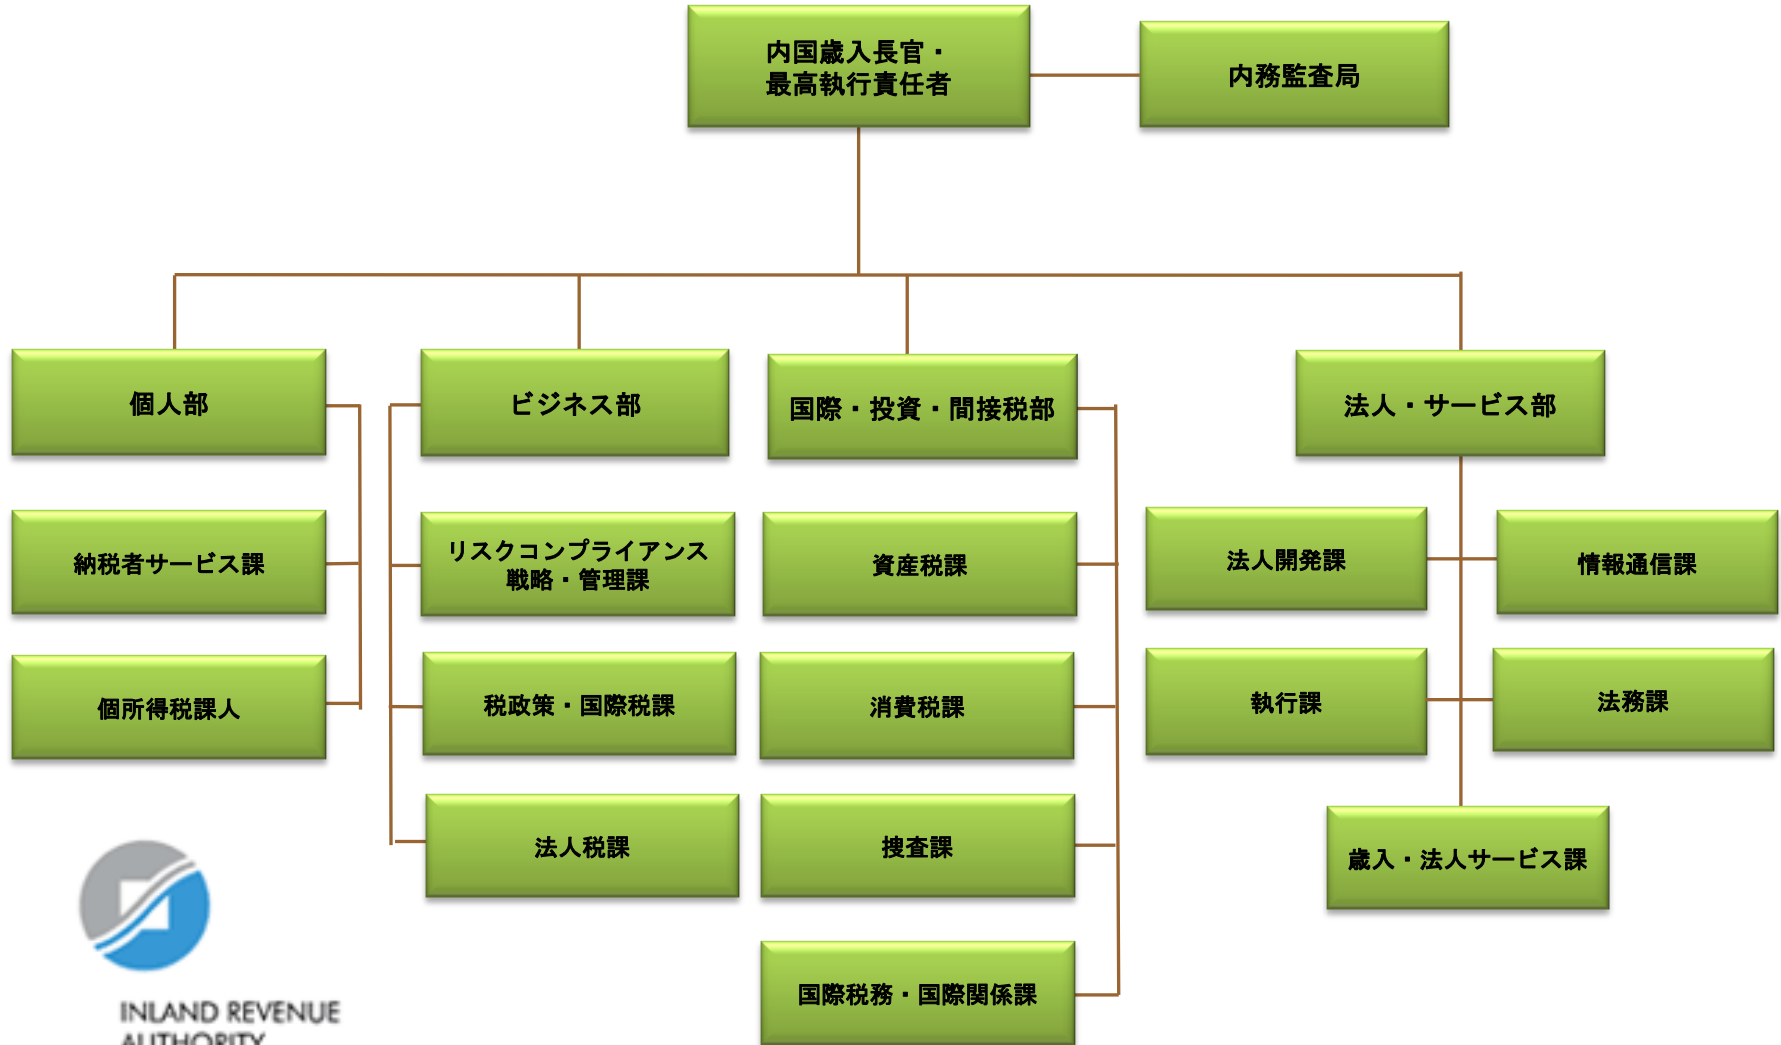 内国歳入長官・
最高執行責任者
内務監査局
個人部
ビジネス部
国際・投資・間接税部
法人・サービス部
納税者サービス課
リスクコンプライアンス
戦略・管理課
資産税課
法人開発課
情報通信課
個所得税課人
税政策・国際税課
消費税課
執行課
法務課
法人税課
捜査課
歳入・法人サービス課
国際税務・国際関係課
INLAND REVENUE
AUTHORITY